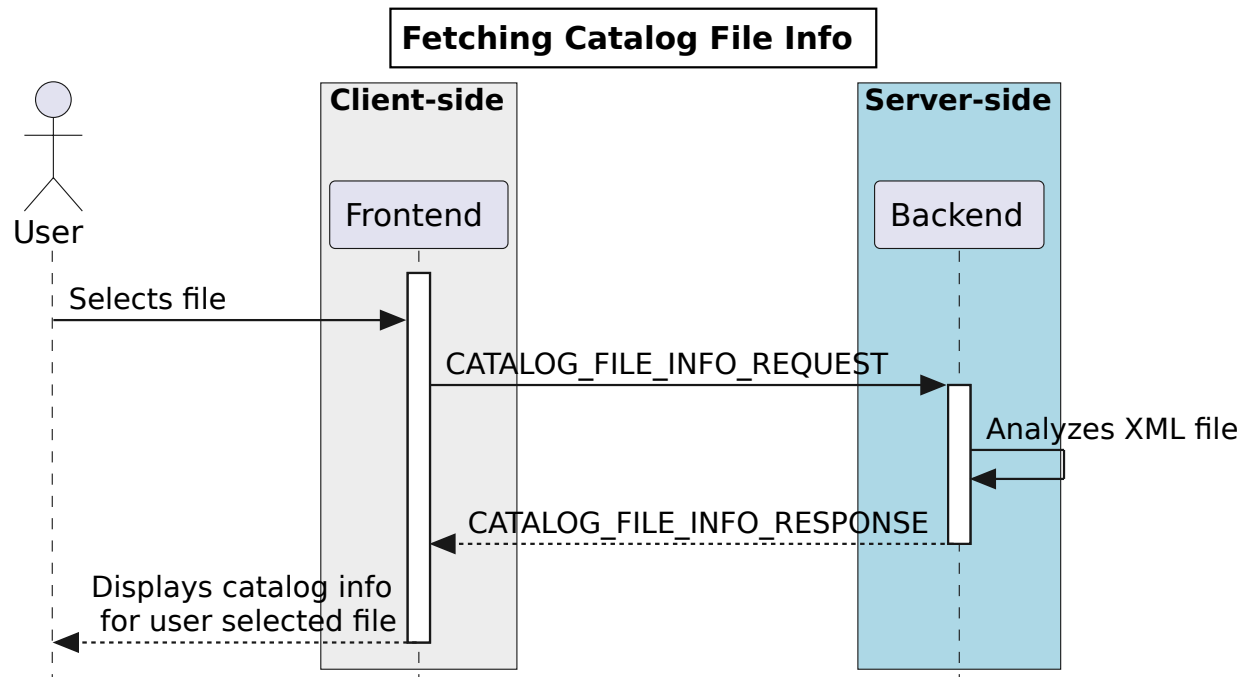 Fetching Catalog File Info
Client-side
Server-side
User
Frontend
Backend
Selects file
CATALOG_FILE_INFO_REQUEST
Analyzes XML file
CATALOG_FILE_INFO_RESPONSE
Displays catalog info
for user selected file